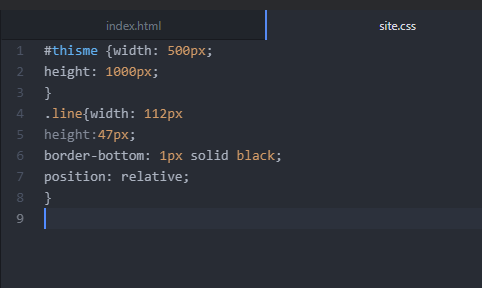 index.html site.css
1 #thisme {width: 500px;
2 height: 1000px;
3 }
4 .line{width: 112px
5 height:47px;
6 border-bottom: 1px solid black;
7 position: relative;
8 }
9